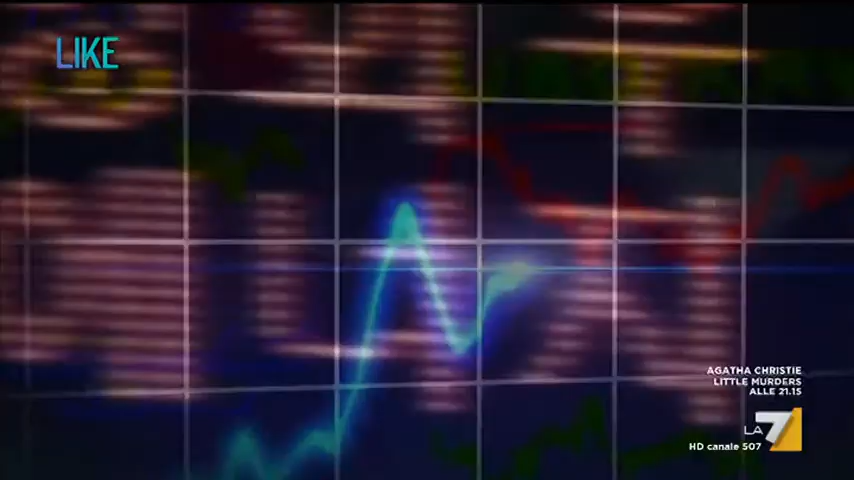 LIKE
AGATHA CHRISTIE
LITTLE MURDERS
ALLE 21.15
LA7
HD canale 507